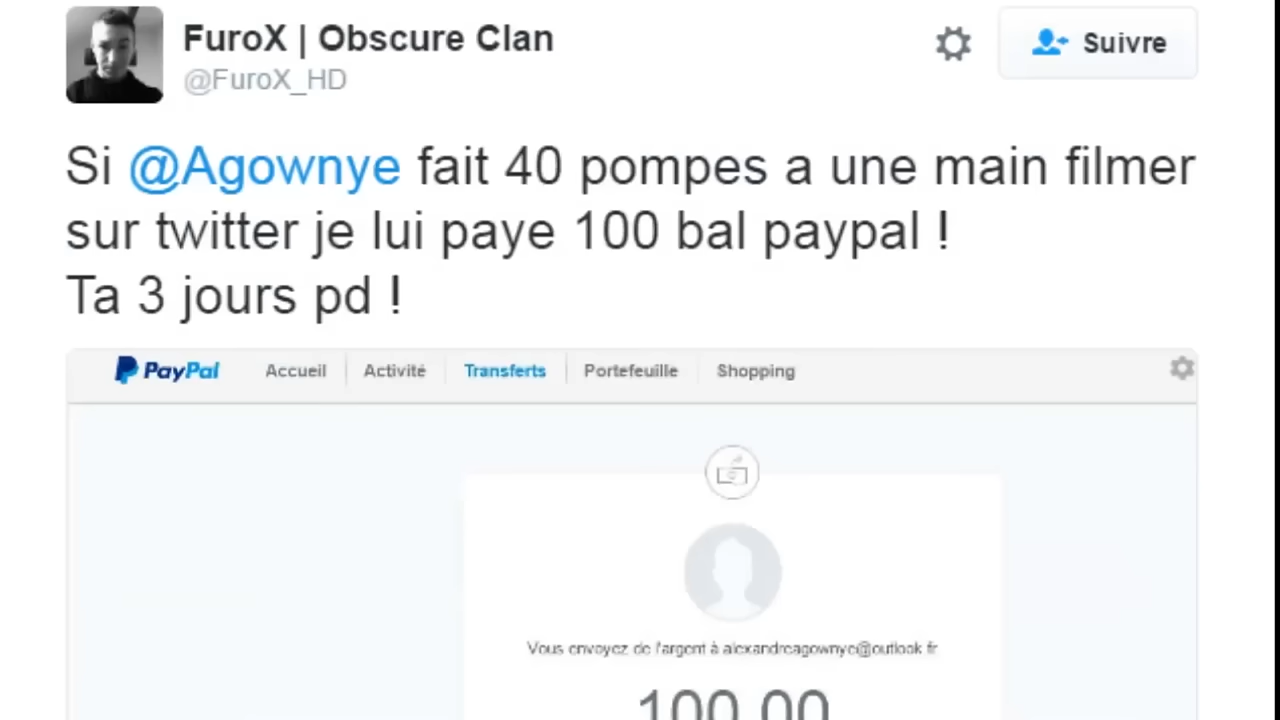 FuroX | Obscure Clan
@FuroX_HD
Suivre
Si @Agownye fait 40 pompes a une main filmer
sur twitter je lui paye 100 bal paypal !
Ta 3 jours pd !
PayPal Accueil Activité Transferts Portefeuille Shopping
Vous envoyez de l'argent à alexandreagownye@outlook.fr
100,00